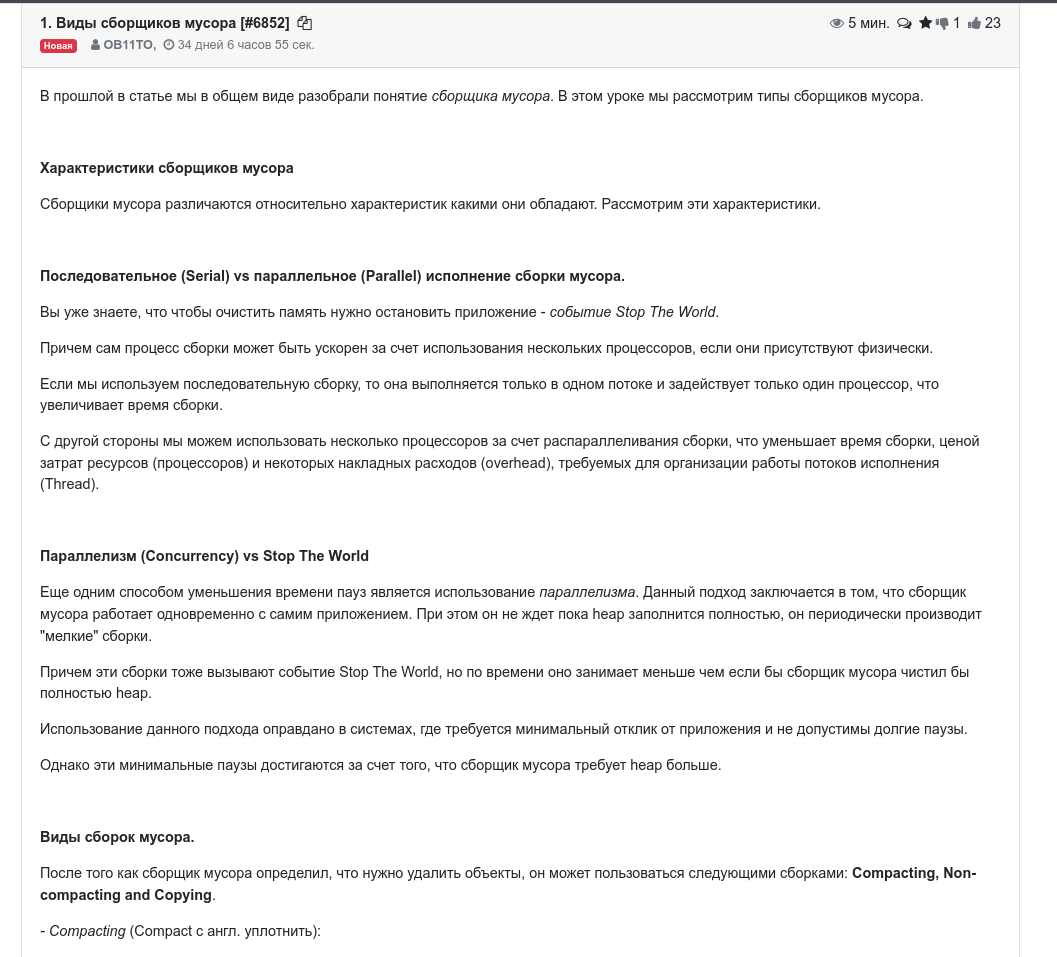 1. Виды сборщиков мусора [#6852]
5 мин. 1 23
Новая OB11TO, 34 дней 6 часов 55 сек.
В прошлой в статье мы в общем виде разобрали понятие сборщика мусора. В этом уроке мы рассмотрим типы сборщиков мусора.
Характеристики сборщиков мусора
Сборщики мусора различаются относительно характеристик какими они обладают. Рассмотрим эти характеристики.
Последовательное (Serial) vs параллельное (Parallel) исполнение сборки мусора.
Вы уже знаете, что чтобы очистить память нужно остановить приложение - событие Stop The World.
Причем сам процесс сборки может быть ускорен за счет использования нескольких процессоров, если они присутствуют физически.
Если мы используем последовательную сборку, то она выполняется только в одном потоке и задействует только один процессор, что
увеличивает время сборки.
С другой стороны мы можем использовать несколько процессоров за счет распараллеливания сборки, что уменьшает время сборки, ценой
затрат ресурсов (процессоров) и некоторых накладных расходов (overhead), требуемых для организации работы потоков исполнения
(Thread).
Параллелизм (Concurrency) vs Stop The World
Еще одним способом уменьшения времени пауз является использование параллелизма. Данный подход заключается в том, что сборщик
мусора работает одновременно с самим приложением. При этом он не ждет пока heap заполнится полностью, он периодически производит
"мелкие" сборки.
Причем эти сборки тоже вызывают событие Stop The World, но по времени оно занимает меньше чем если бы сборщик мусора чистил бы
полностью heap.
Использование данного подхода оправдано в системах, где требуется минимальный отклик от приложения и не допустимы долгие паузы.
Однако эти минимальные паузы достигаются за счет того, что сборщик мусора требует heap больше.
Виды сборок мусора.
После того как сборщик мусора определил, что нужно удалить объекты, он может пользоваться следующими сборками: Compacting, Non-
compacting and Copying.
- Compacting (Compact с англ. уплотнить):